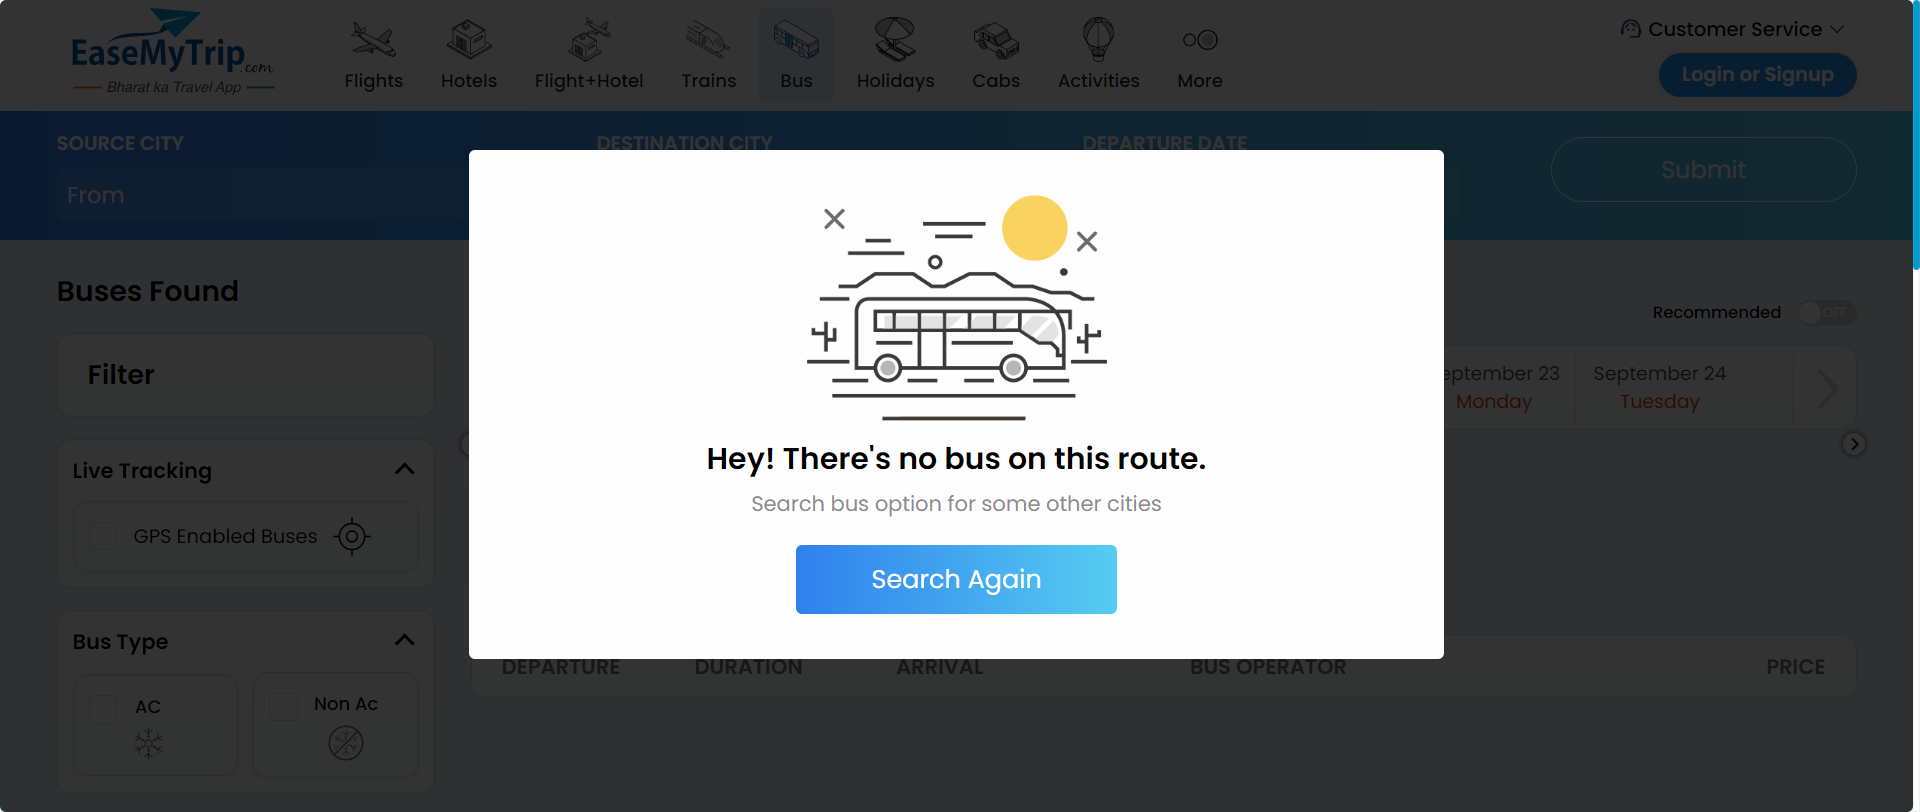 EaseMyTrip.com
Bharat ka Travel App
Flights
Hotels
Flight+Hotel
Trains
Bus
Holidays
Cabs
Activities
More
Customer Service
Login or Signup
SOURCE CITY
DESTINATION CITY
DEPARTURE DATE
From
Submit
Buses Found
Recommended
OFF
Filter
September 23
Monday
September 24
Tuesday
Live Tracking
GPS Enabled Buses
Bus Type
AC
Non Ac
Hey! There's no bus on this route.
Search bus option for some other cities
Search Again
DEPARTURE
DURATION
ARRIVAL
BUS OPERATOR
PRICE